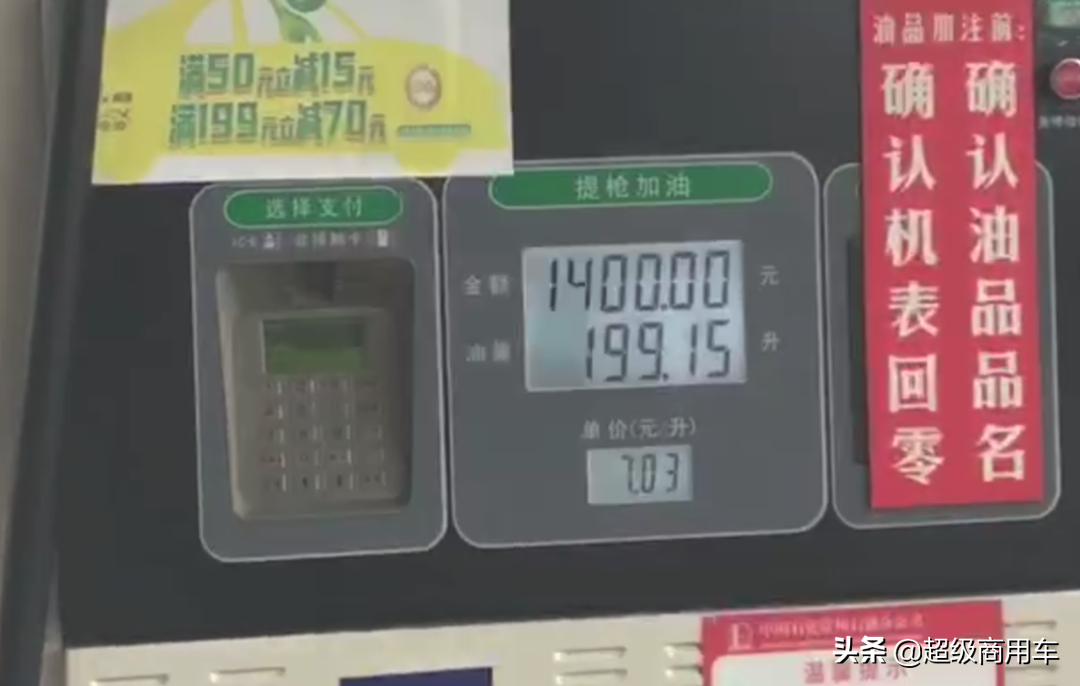 满50元立减15元
满199元立减70元
油品加注前:
确认机表回零
确认油品品名
选择支付
提枪加油
金额 1400.00 元
油量 199.15 升
单价(元/升)
7.03
温馨提示
头条 @超级商用车